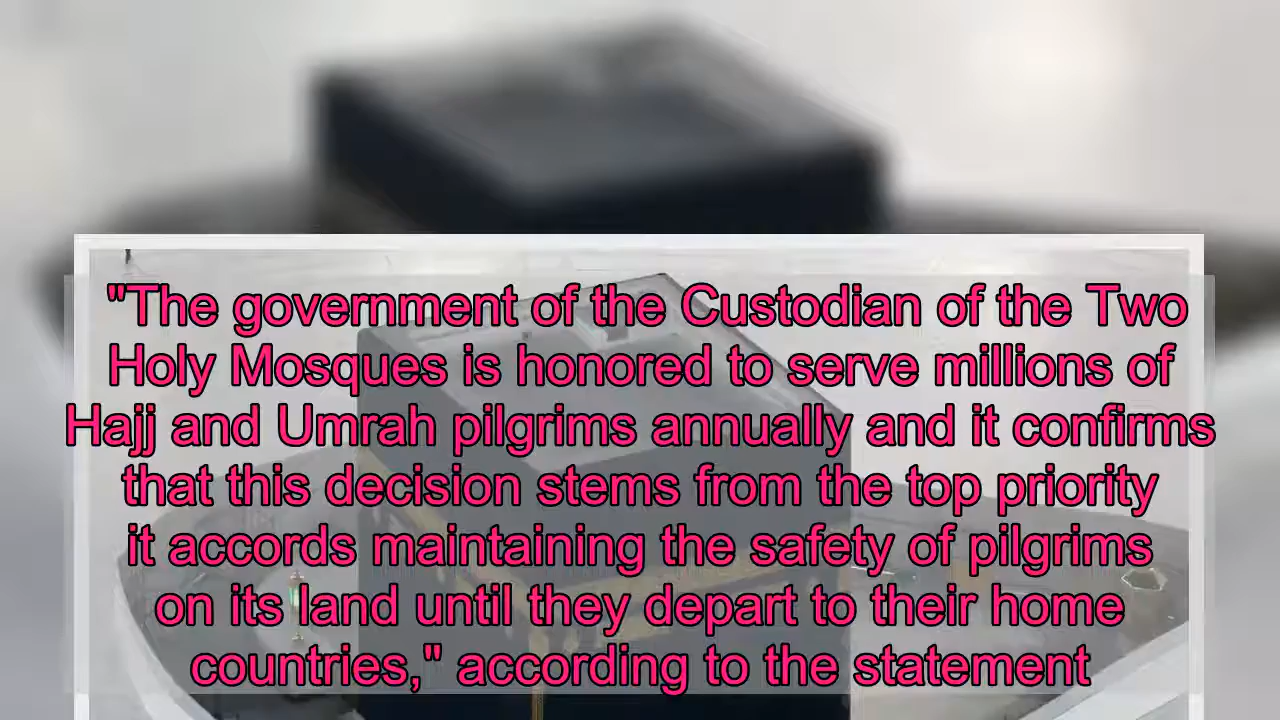 "The government of the Custodian of the Two
Holy Mosques is honored to serve millions of
Hajj and Umrah pilgrims annually and it confirms
that this decision stems from the top priority
it accords maintaining the safety of pilgrims
on its land until they depart to their home
countries," according to the statement